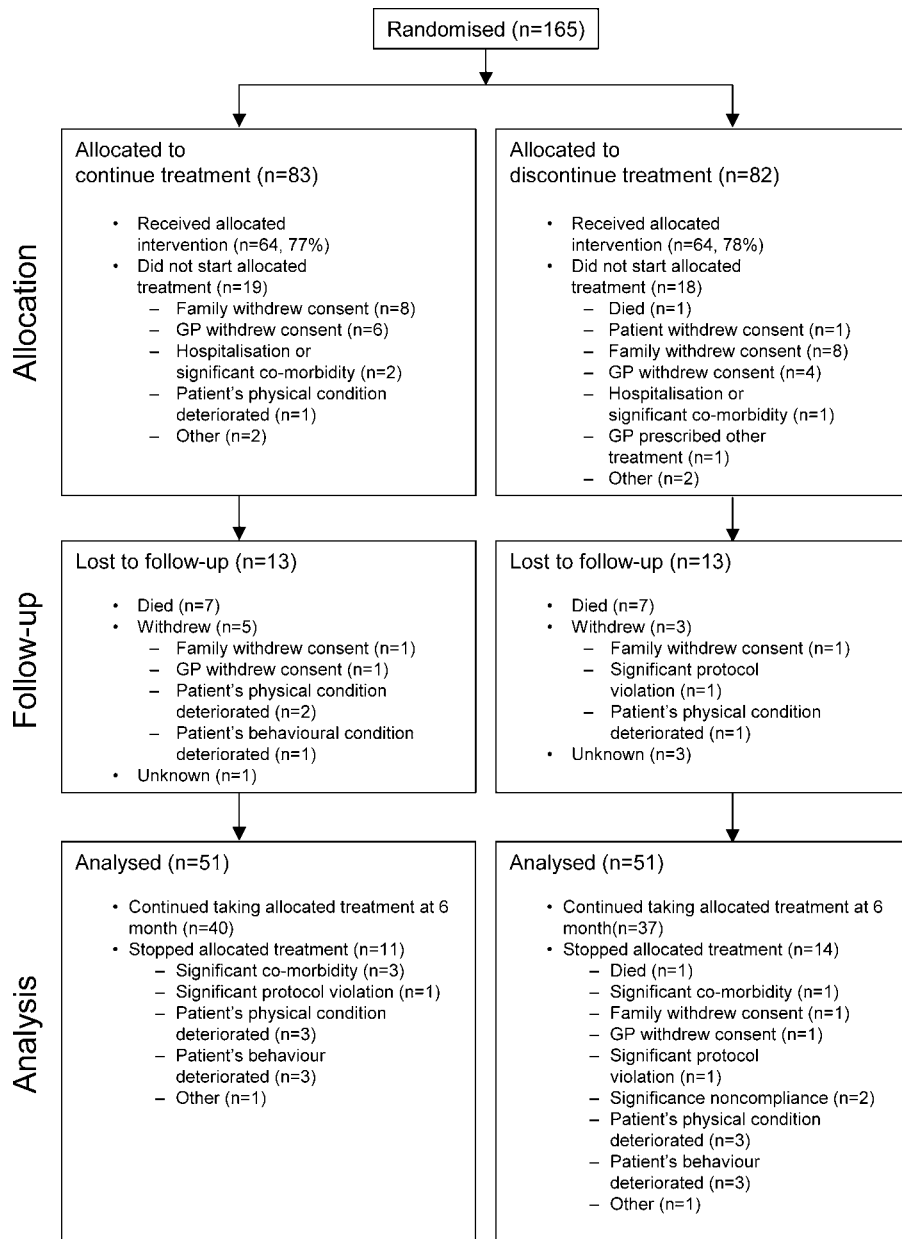 Randomised (n=165)
Allocation
Allocated to
continue treatment (n=83)
• Received allocated
intervention (n=64, 77%)
• Did not start allocated
treatment (n=19)
– Family withdrew consent (n=8)
– GP withdrew consent (n=6)
– Hospitalisation or
significant co-morbidity (n=2)
– Patient's physical condition
deteriorated (n=1)
– Other (n=2)
Allocated to
discontinue treatment (n=82)
• Received allocated
intervention (n=64, 78%)
• Did not start allocated
treatment (n=18)
– Died (n=1)
– Patient withdrew consent (n=1)
– Family withdrew consent (n=8)
– GP withdrew consent (n=4)
– Hospitalisation or
significant co-morbidity (n=1)
– GP prescribed other
treatment (n=1)
– Other (n=2)
Follow-up
Lost to follow-up (n=13)
• Died (n=7)
• Withdrew (n=5)
– Family withdrew consent (n=1)
– GP withdrew consent (n=1)
– Patient's physical condition
deteriorated (n=2)
– Patient's behavioural condition
deteriorated (n=1)
• Unknown (n=1)
Lost to follow-up (n=13)
• Died (n=7)
• Withdrew (n=3)
– Family withdrew consent (n=1)
– Significant protocol
violation (n=1)
– Patient's physical condition
deteriorated (n=1)
• Unknown (n=3)
Analysis
Analysed (n=51)
• Continued taking allocated treatment at 6
month (n=40)
• Stopped allocated treatment (n=11)
– Significant co-morbidity (n=3)
– Significant protocol violation (n=1)
– Patient's physical condition
deteriorated (n=3)
– Patient's behaviour
deteriorated (n=3)
– Other (n=1)
Analysed (n=51)
• Continued taking allocated treatment at 6
month(n=37)
• Stopped allocated treatment (n=14)
– Died (n=1)
– Significant co-morbidity (n=1)
– Family withdrew consent (n=1)
– GP withdrew consent (n=1)
– Significant protocol
violation (n=1)
– Significance noncompliance (n=2)
– Patient's physical condition
deteriorated (n=3)
– Patient's behaviour
deteriorated (n=3)
– Other (n=1)